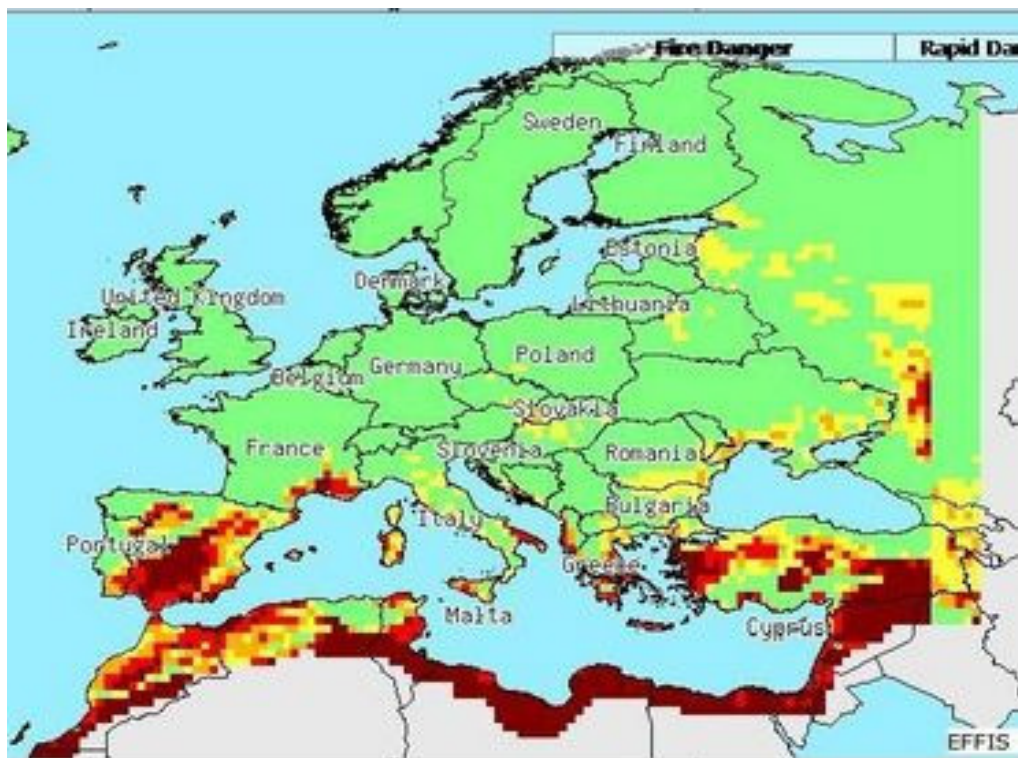 Fire Danger
Rapid Da
Sweden
Finland
Estonia
Denmark
United Kingdom
Lithuania
Ireland
Poland
Germany
Belgium
Slovakia
France
Slovenia
Romania
Bulgaria
Italy
Portugal
Greece
Malta
Cyprus
EFFIS